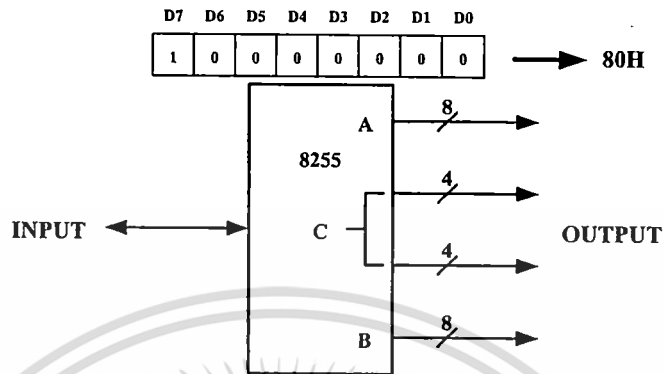 D7 D6 D5 D4 D3 D2 D1 D0
1 0 0 0 0 0 0 0 80H
A 8
8255
4
INPUT C OUTPUT
4
B 8